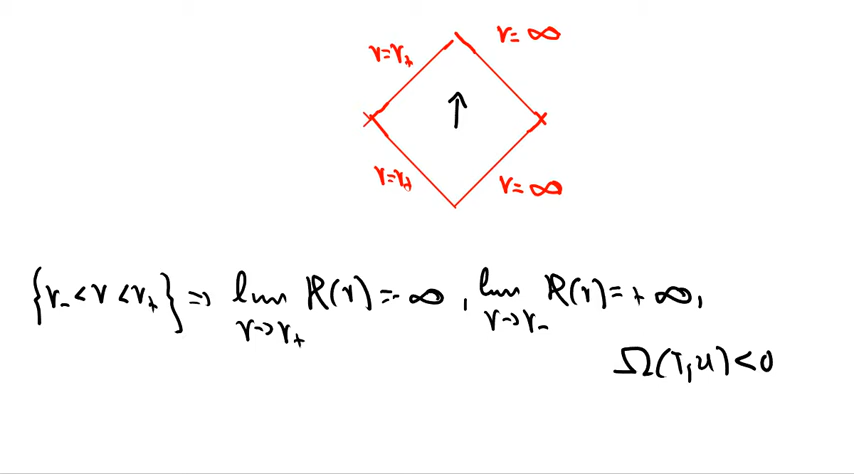 r=r₊ r=∞
r=r₊ r=∞
{r₋<r<r₊} ⇒ lim R(r)=-∞, lim R(r)=+∞,
r→r₊ r→r₋
Ω(T,u)<0